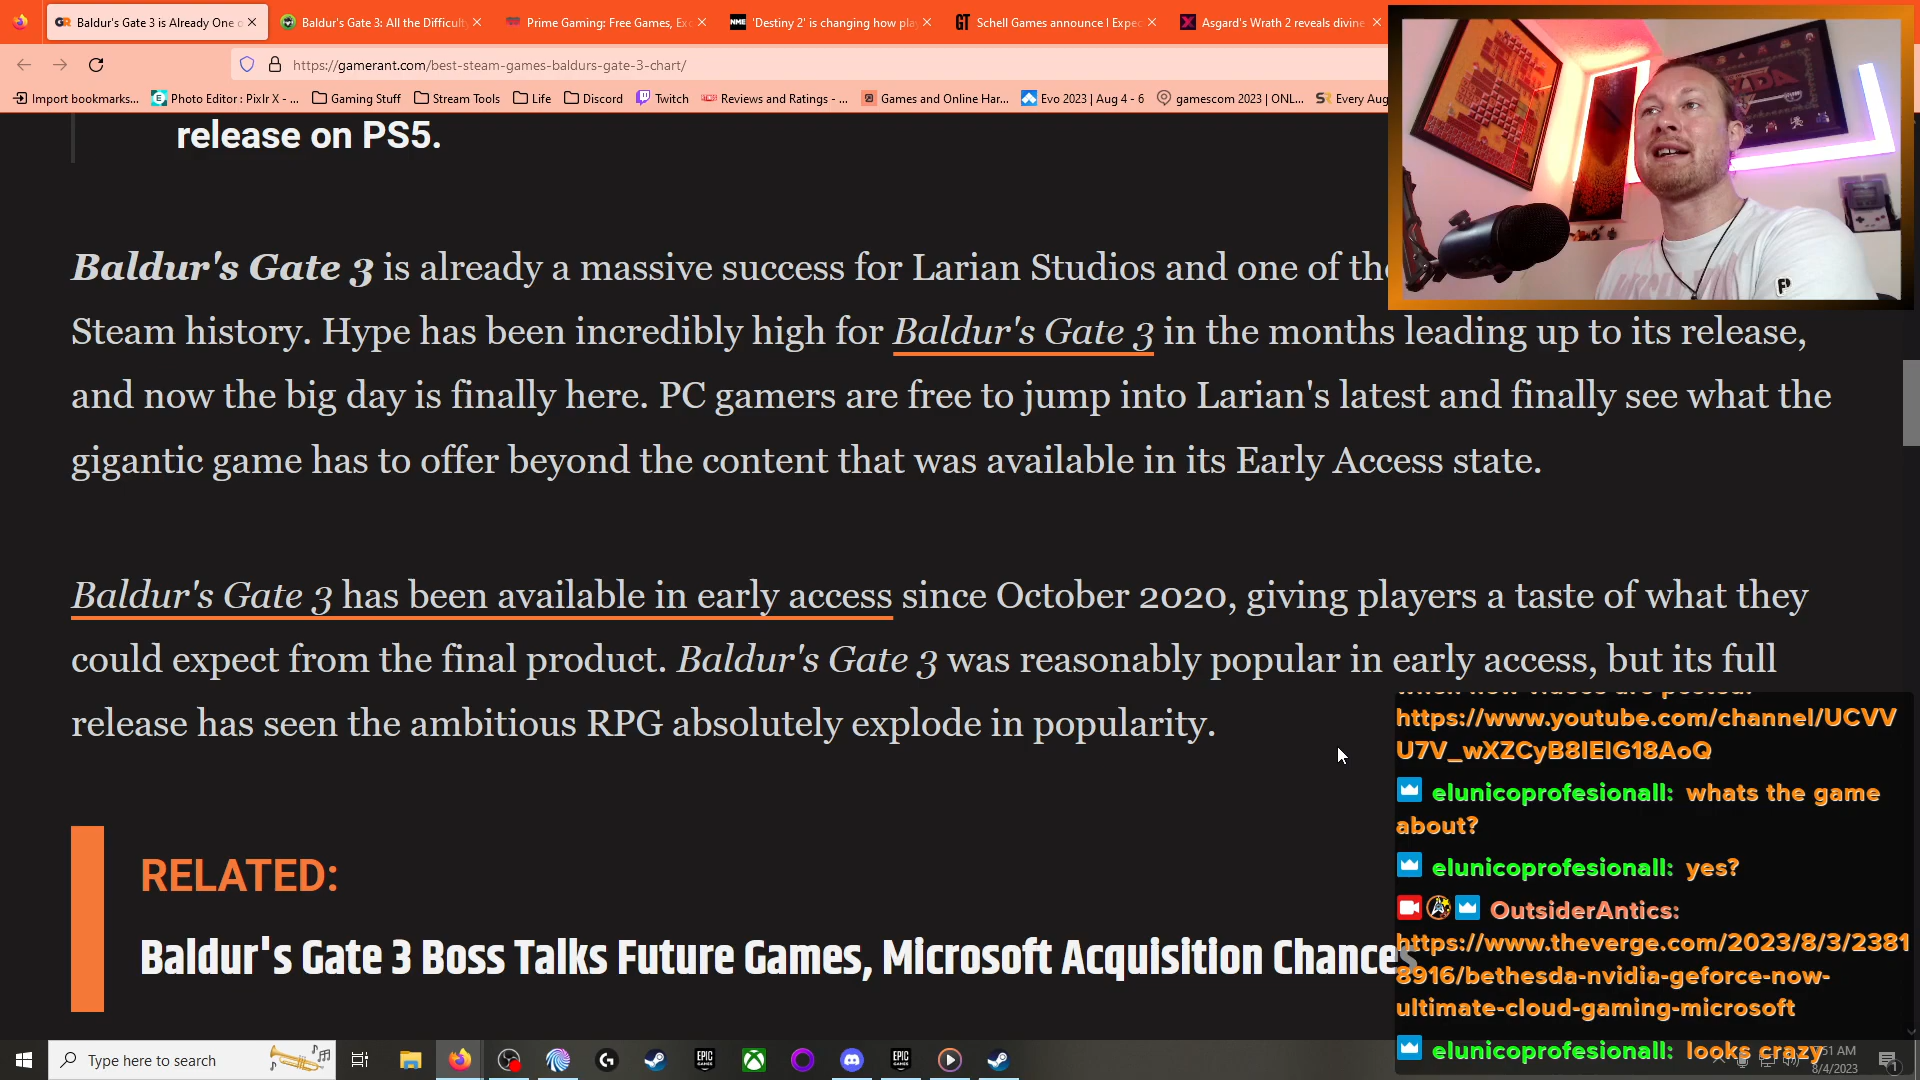 Baldur's Gate 3 is Already One o
Baldur's Gate 3: All the Difficulty
Prime Gaming: Free Games, Exc
'Destiny 2' is changing how pla
Schell Games announce I Expec
Asgard's Wrath 2 reveals divine
https://gamerant.com/best-steam-games-baldurs-gate-3-chart/
Import bookmarks...
Photo Editor : Pixlr X - ...
Gaming Stuff
Stream Tools
Life
Discord
Twitch
Reviews and Ratings - ...
Games and Online Har...
Evo 2023 | Aug 4 - 6
gamescom 2023 | ONL...
Every Aug
release on PS5.
Baldur's Gate 3 is already a massive success for Larian Studios and one of the
Steam history. Hype has been incredibly high for Baldur's Gate 3 in the months leading up to its release,
and now the big day is finally here. PC gamers are free to jump into Larian's latest and finally see what the
gigantic game has to offer beyond the content that was available in its Early Access state.
Baldur's Gate 3 has been available in early access since October 2020, giving players a taste of what they
could expect from the final product. Baldur's Gate 3 was reasonably popular in early access, but its full
release has seen the ambitious RPG absolutely explode in popularity.
RELATED:
Baldur's Gate 3 Boss Talks Future Games, Microsoft Acquisition Chances
when new videos are posted:
https://www.youtube.com/channel/UCVV
U7V_wXZCyB8IEIG18AoQ
elunicoprofesionall: whats the game
about?
elunicoprofesionall: yes?
OutsiderAntics:
https://www.theverge.com/2023/8/3/2381
8916/bethesda-nvidia-geforce-now-
ultimate-cloud-gaming-microsoft
elunicoprofesionall: looks crazy
Type here to search
:51 AM
8/4/2023